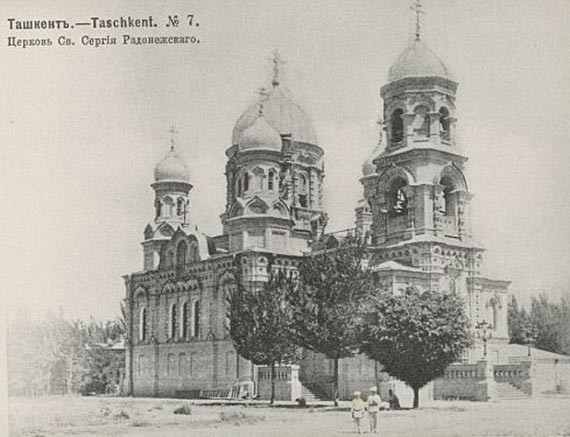 Ташкентъ.—Taschkent. № 7.
Церковь Св. Сергія Радонежскаго.